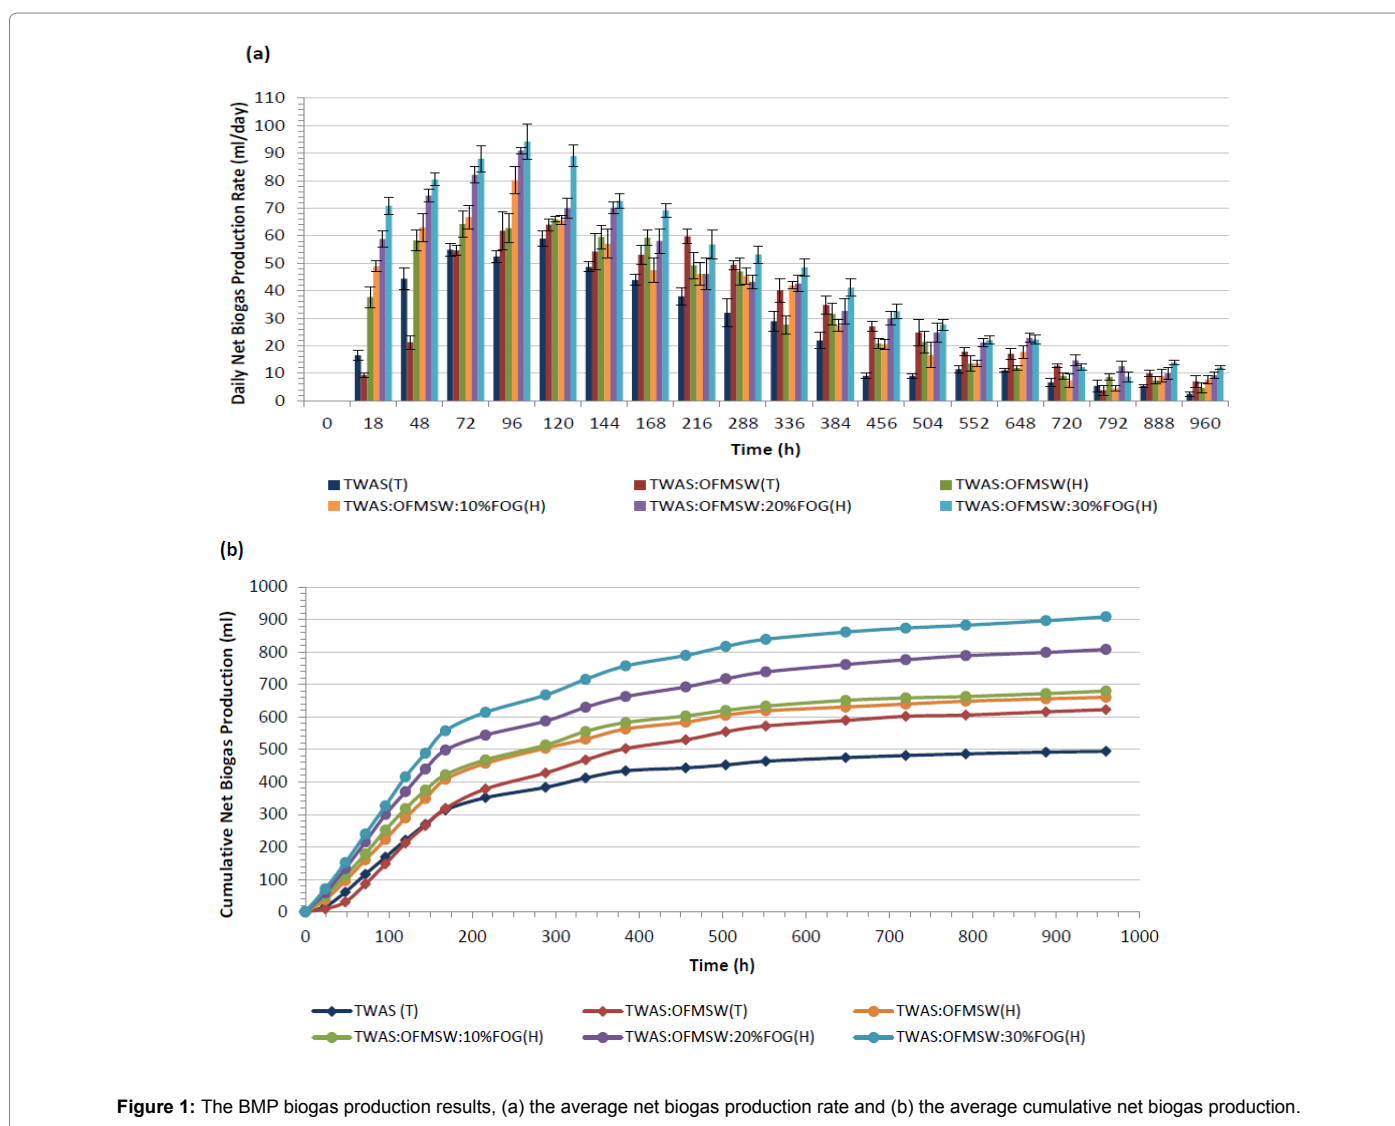 (a)
Daily Net Biogas Production Rate (ml/day)
110
100
90
80
70
60
50
40
30
20
10
0
0 18 48 72 96 120 144 168 216 288 336 384 456 504 552 648 720 792 888 960
Time (h)
TWAS(T) TWAS:OFMSW(T) TWAS:OFMSW(H)
TWAS:OFMSW:10%FOG(H) TWAS:OFMSW:20%FOG(H) TWAS:OFMSW:30%FOG(H)
(b)
Cumulative Net Biogas Production (ml)
1000
900
800
700
600
500
400
300
200
100
0
0 100 200 300 400 500 600 700 800 900 1000
Time (h)
TWAS (T) TWAS:OFMSW(T) TWAS:OFMSW(H)
TWAS:OFMSW:10%FOG(H) TWAS:OFMSW:20%FOG(H) TWAS:OFMSW:30%FOG(H)
Figure 1: The BMP biogas production results, (a) the average net biogas production rate and (b) the average cumulative net biogas production.